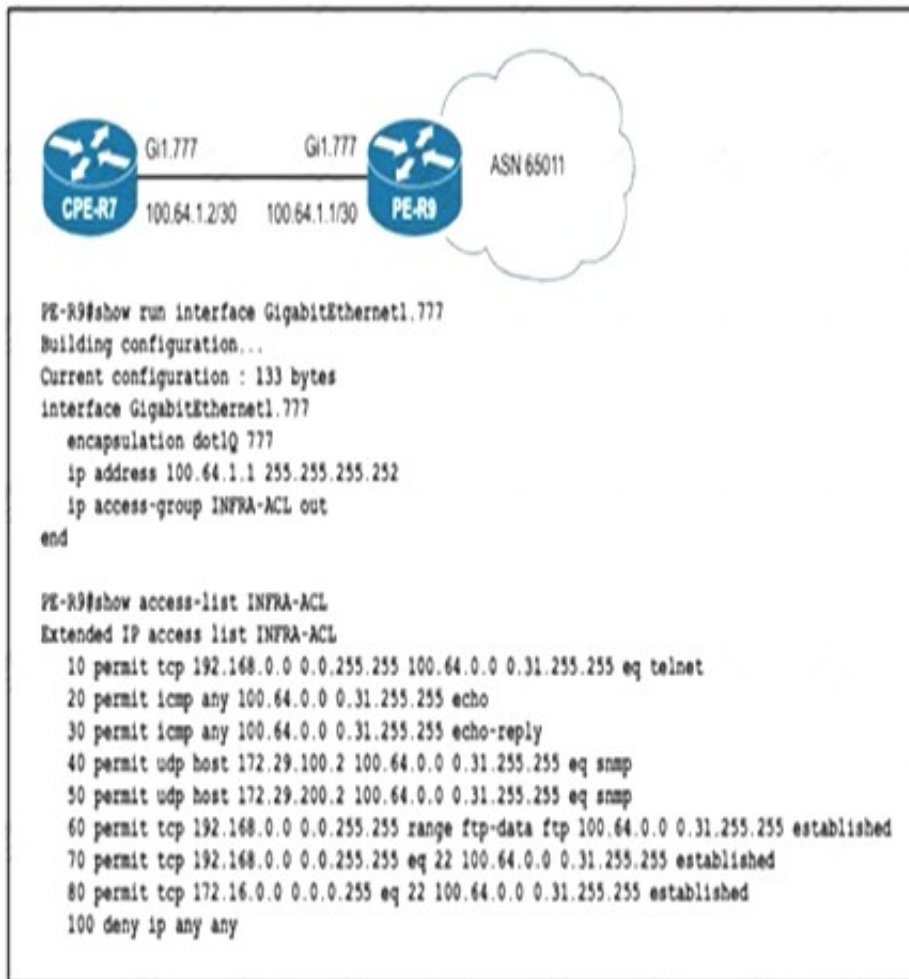 Gi1.777 Gi1.777
ASN 65011
CPE-R7 PE-R9
100.64.1.2/30 100.64.1.1/30
PE-R9#show run interface GigabitEthernet1.777
Building configuration...
Current configuration : 133 bytes
interface GigabitEthernet1.777
encapsulation dot1Q 777
ip address 100.64.1.1 255.255.255.252
ip access-group INFRA-ACL out
end
PE-R9#show access-list INFRA-ACL
Extended IP access list INFRA-ACL
10 permit tcp 192.168.0.0 0.0.255.255 100.64.0.0 0.31.255.255 eq telnet
20 permit icmp any 100.64.0.0 0.31.255.255 echo
30 permit icmp any 100.64.0.0 0.31.255.255 echo-reply
40 permit udp host 172.29.100.2 100.64.0.0 0.31.255.255 eq snmp
50 permit udp host 172.29.200.2 100.64.0.0 0.31.255.255 eq snmp
60 permit tcp 192.168.0.0 0.0.255.255 range ftp-data ftp 100.64.0.0 0.31.255.255 established
70 permit tcp 192.168.0.0 0.0.255.255 eq 22 100.64.0.0 0.31.255.255 established
80 permit tcp 172.16.0.0 0.0.0.255 eq 22 100.64.0.0 0.31.255.255 established
100 deny ip any any